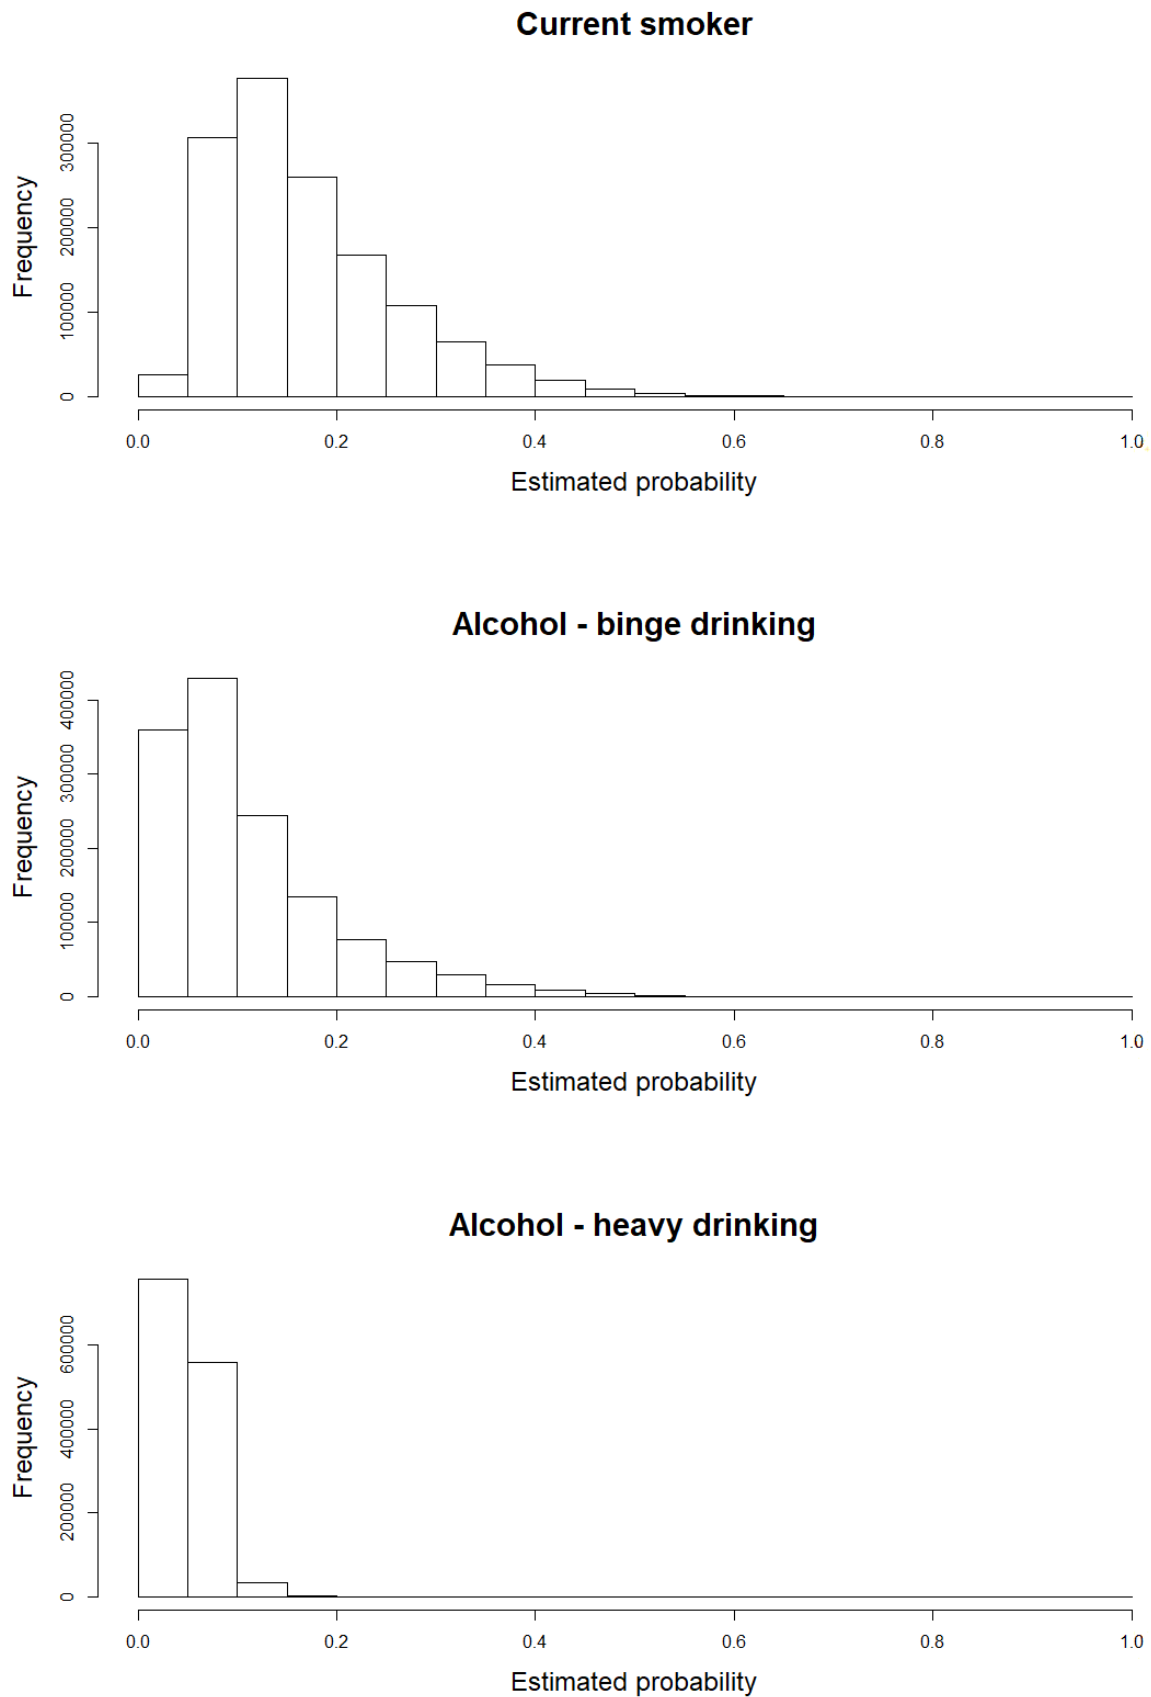 Current smoker
Frequency
300000
200000
100000
0
0.0 0.2 0.4 0.6 0.8 1.0
Estimated probability
Alcohol - binge drinking
Frequency
400000
300000
200000
100000
0
0.0 0.2 0.4 0.6 0.8 1.0
Estimated probability
Alcohol - heavy drinking
Frequency
600000
400000
200000
0
0.0 0.2 0.4 0.6 0.8 1.0
Estimated probability